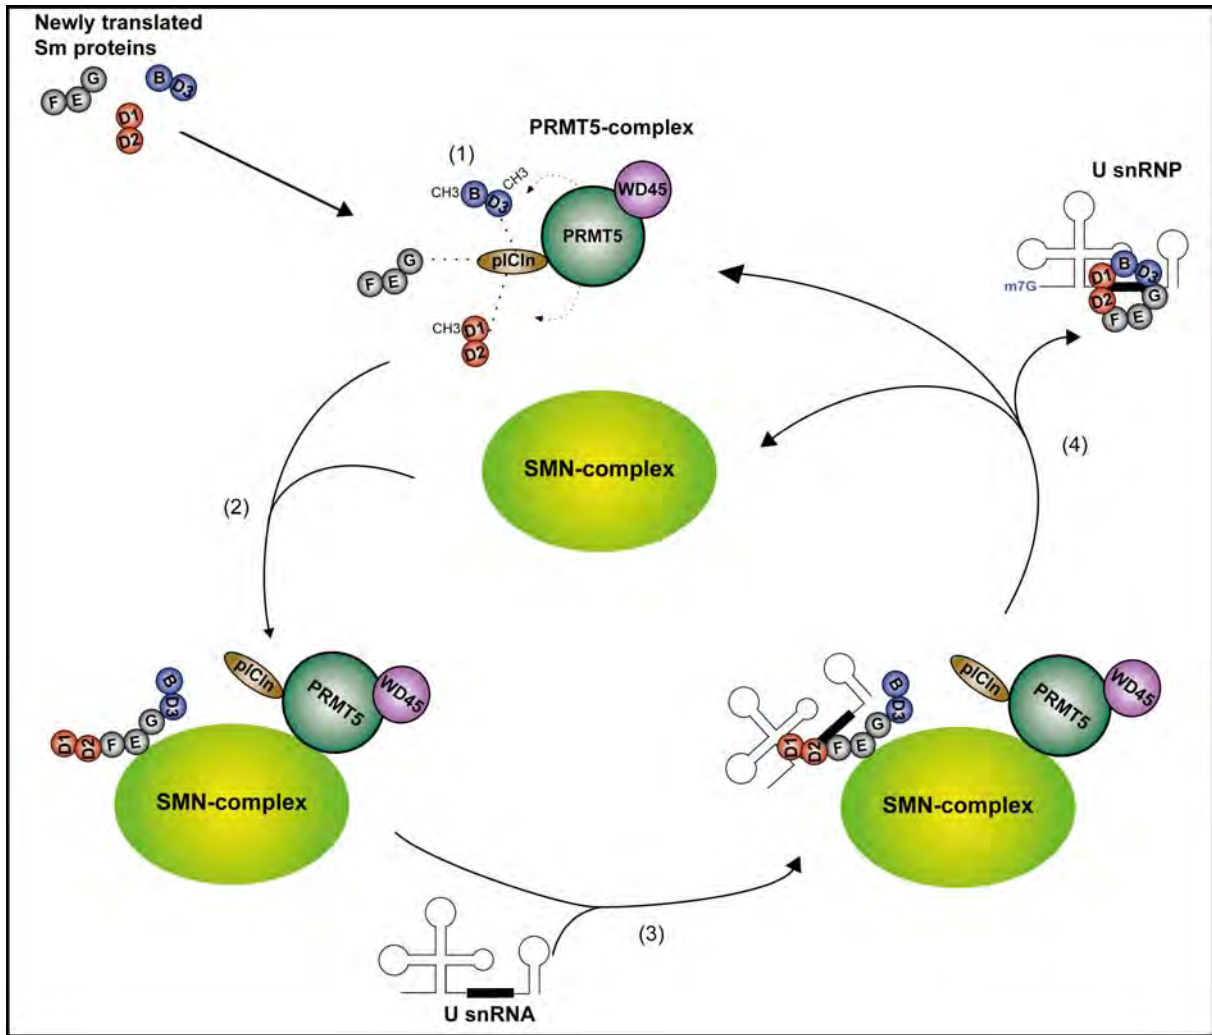 Newly translated
Sm proteins
G
F
E
B
D3
D1
D2
PRMT5-complex
(1)
CH3
B
D3
CH3
WD45
PRMT5
pICln
G
F
E
CH3
D1
D2
U snRNP
B
D1
D3
m7G
D2
G
F
E
SMN-complex
(2)
(4)
B
D3
G
D1
D2
F
E
pICln
PRMT5
WD45
SMN-complex
B
D3
G
D1
D2
F
E
pICln
PRMT5
WD45
SMN-complex
(3)
U snRNA